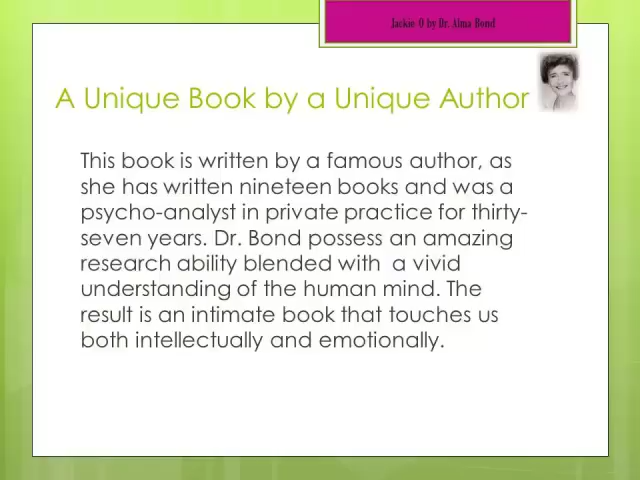 Jackie O by Dr. Alma Bond
A Unique Book by a Unique Author
This book is written by a famous author, as
she has written nineteen books and was a
psycho-analyst in private practice for thirty-
seven years. Dr. Bond possess an amazing
research ability blended with  a vivid
understanding of the human mind. The
result is an intimate book that touches us
both intellectually and emotionally.